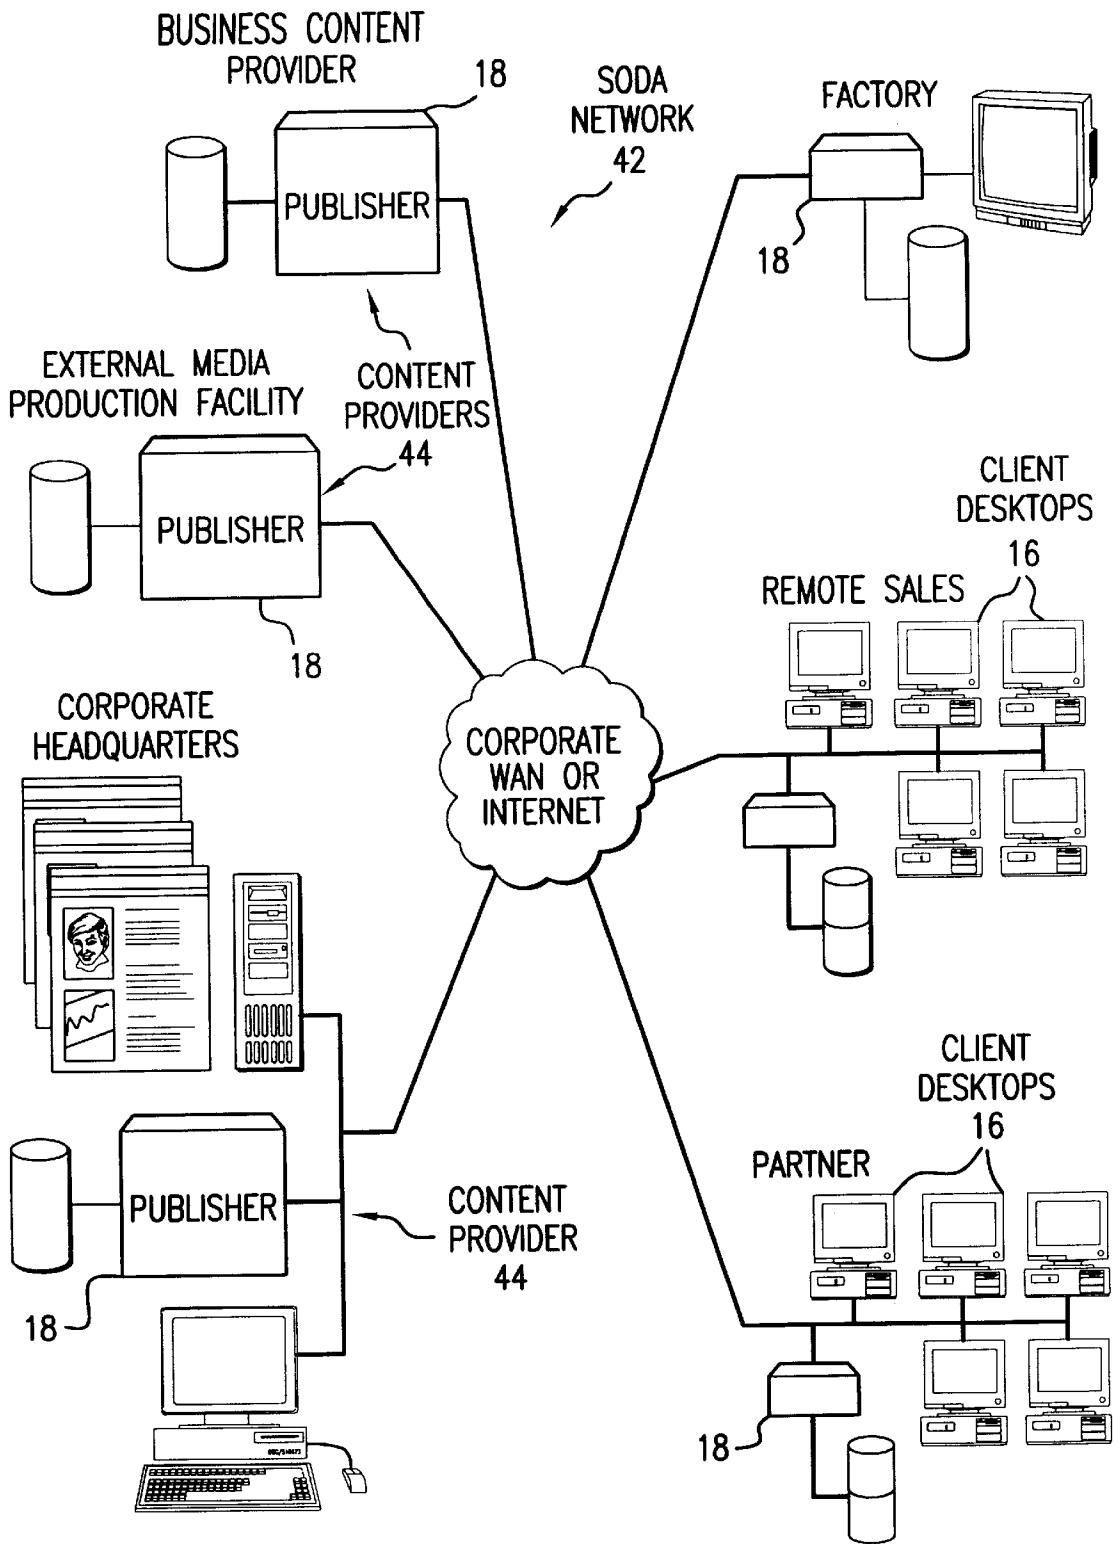 BUSINESS CONTENT
PROVIDER
18
PUBLISHER
SODA
NETWORK
42
FACTORY
18
EXTERNAL MEDIA
PRODUCTION FACILITY
CONTENT
PROVIDERS
44
PUBLISHER
18
CLIENT
DESKTOPS
16
REMOTE SALES
CORPORATE
HEADQUARTERS
CORPORATE
WAN OR
INTERNET
CLIENT
DESKTOPS
16
PARTNER
PUBLISHER
CONTENT
PROVIDER
44
18
18